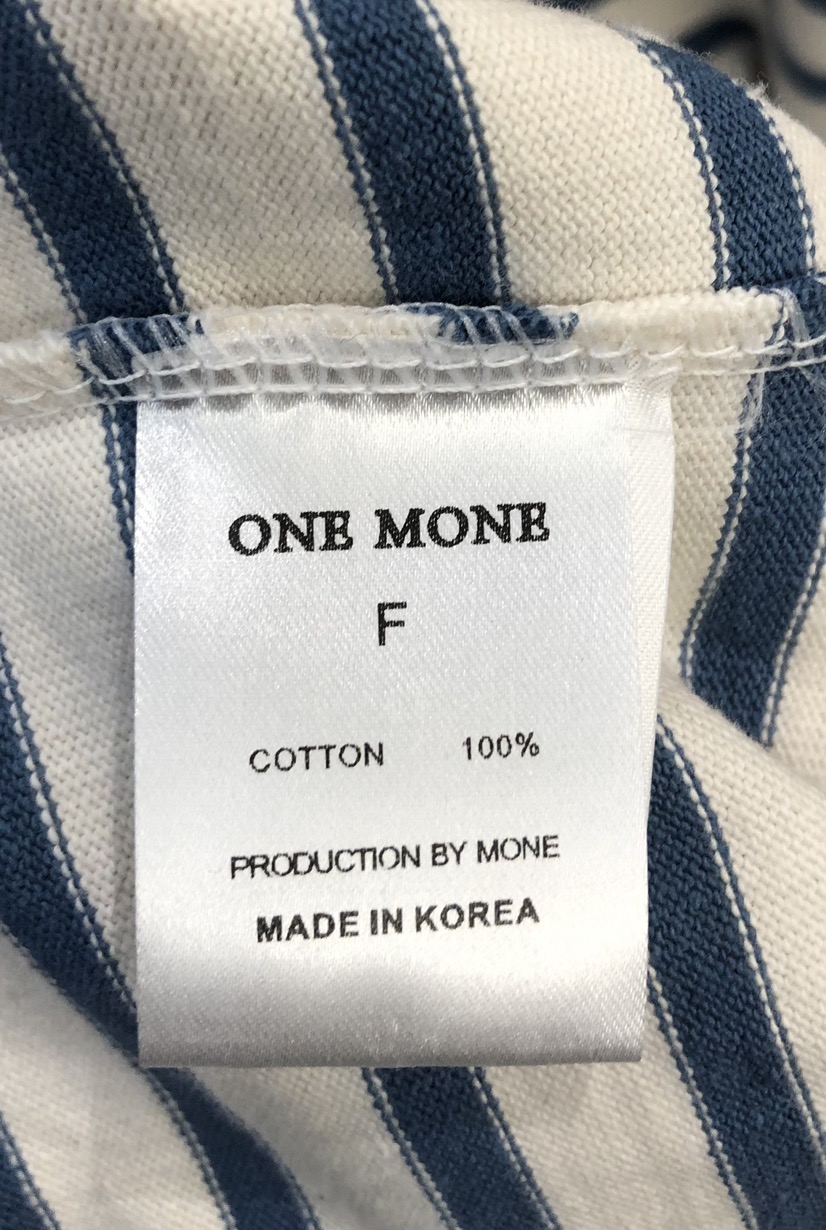 ONE MONE
F
COTTON 100%
PRODUCTION BY MONE
MADE IN KOREA